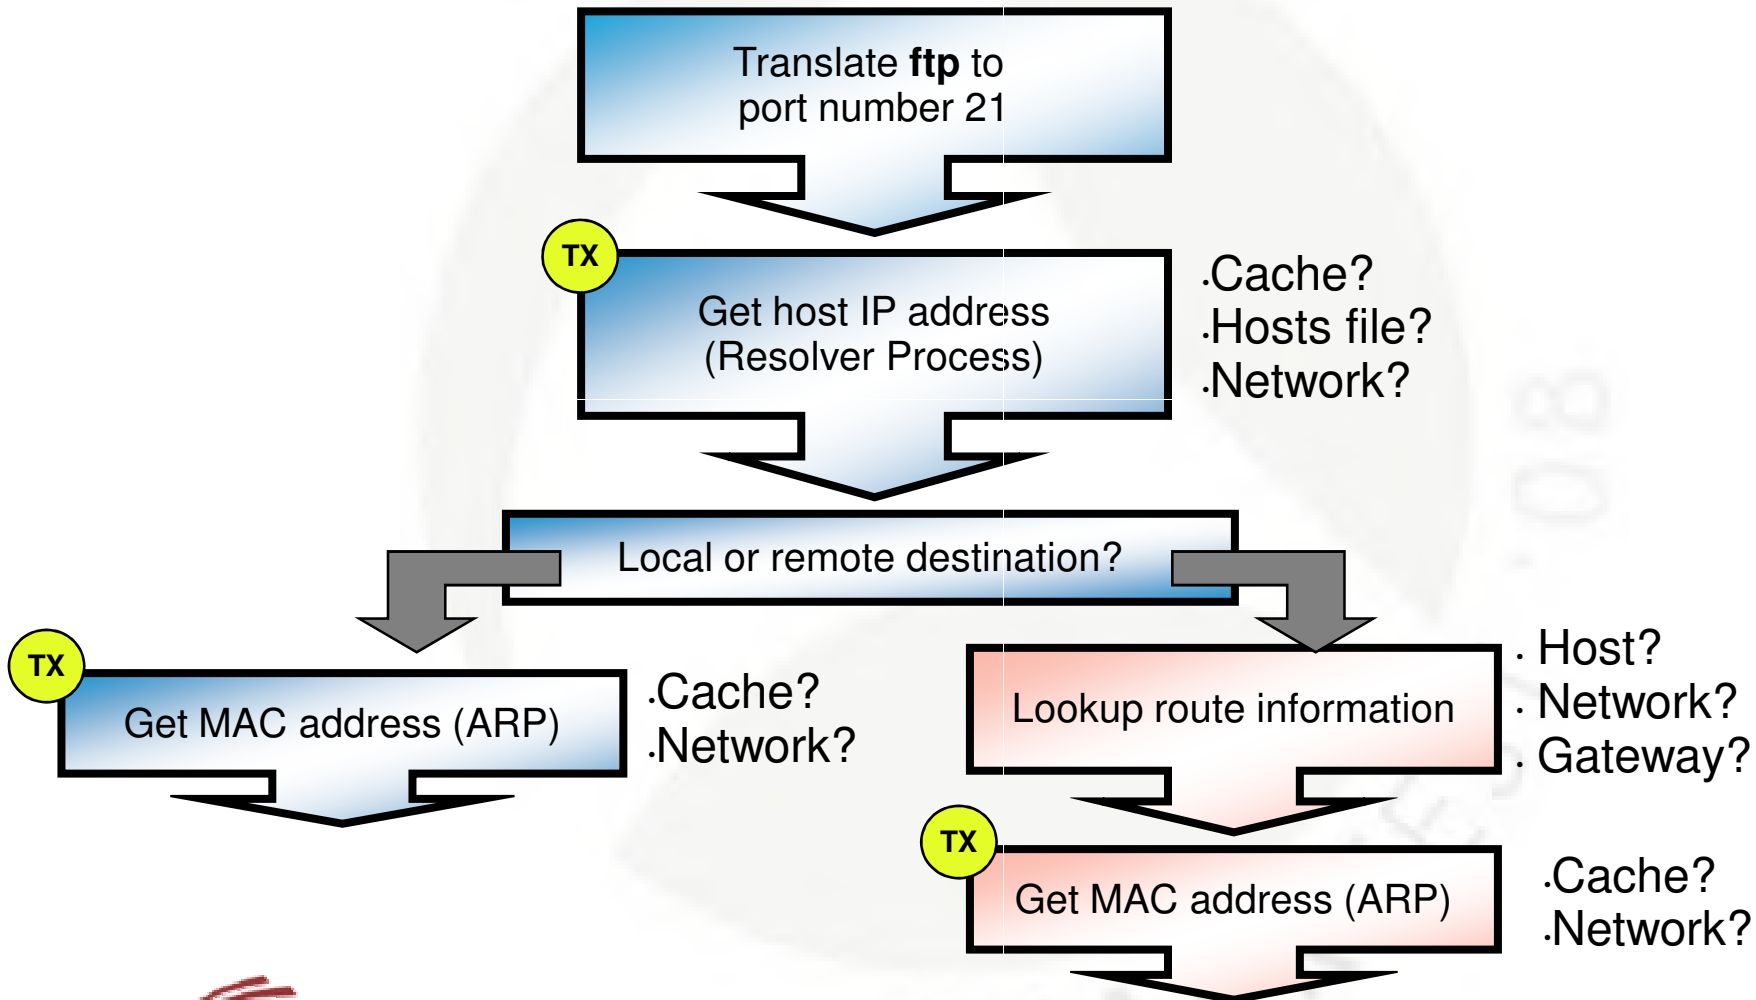 Translate ftp to
port number 21
TX
Get host IP address
(Resolver Process)
.Cache?
.Hosts file?
.Network?
Local or remote destination?
TX
Get MAC address (ARP)
.Cache?
.Network?
Lookup route information
. Host?
. Network?
. Gateway?
TX
Get MAC address (ARP)
.Cache?
.Network?
'08